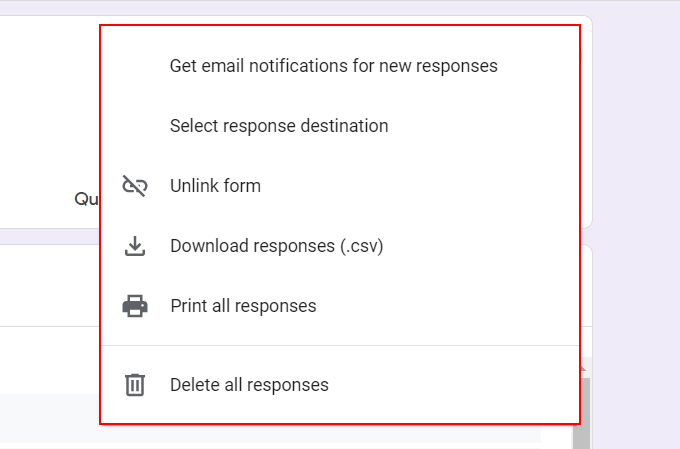 Get email notifications for new responses
Select response destination
Qu
Unlink form
Download responses (.csv)
Print all responses
Delete all responses